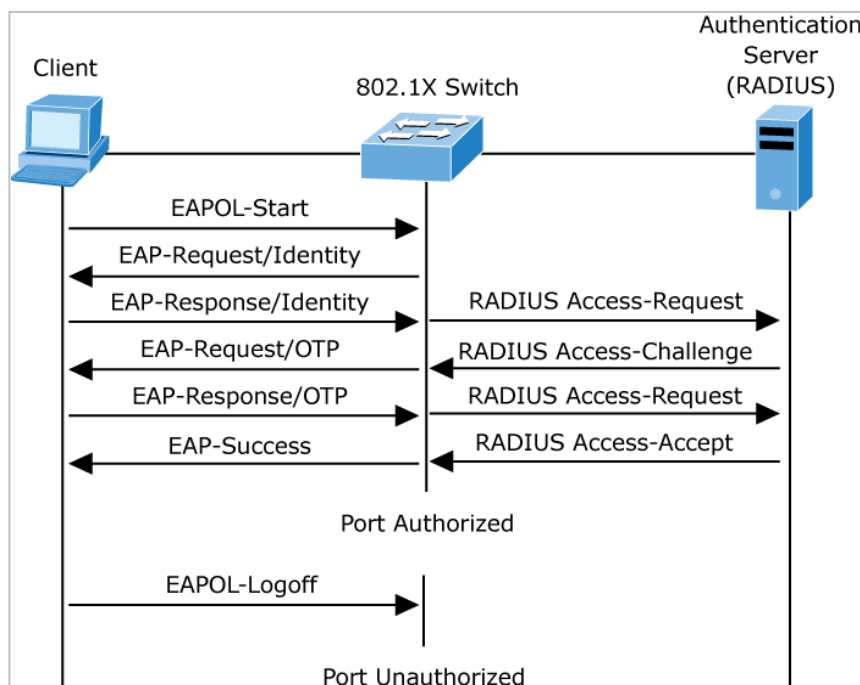 Authentication
Server
(RADIUS)
Client
802.1X Switch
EAPOL-Start
EAP-Request/Identity
EAP-Response/Identity
RADIUS Access-Request
EAP-Request/OTP
RADIUS Access-Challenge
EAP-Response/OTP
RADIUS Access-Request
EAP-Success
RADIUS Access-Accept
Port Authorized
EAPOL-Logoff
Port Unauthorized